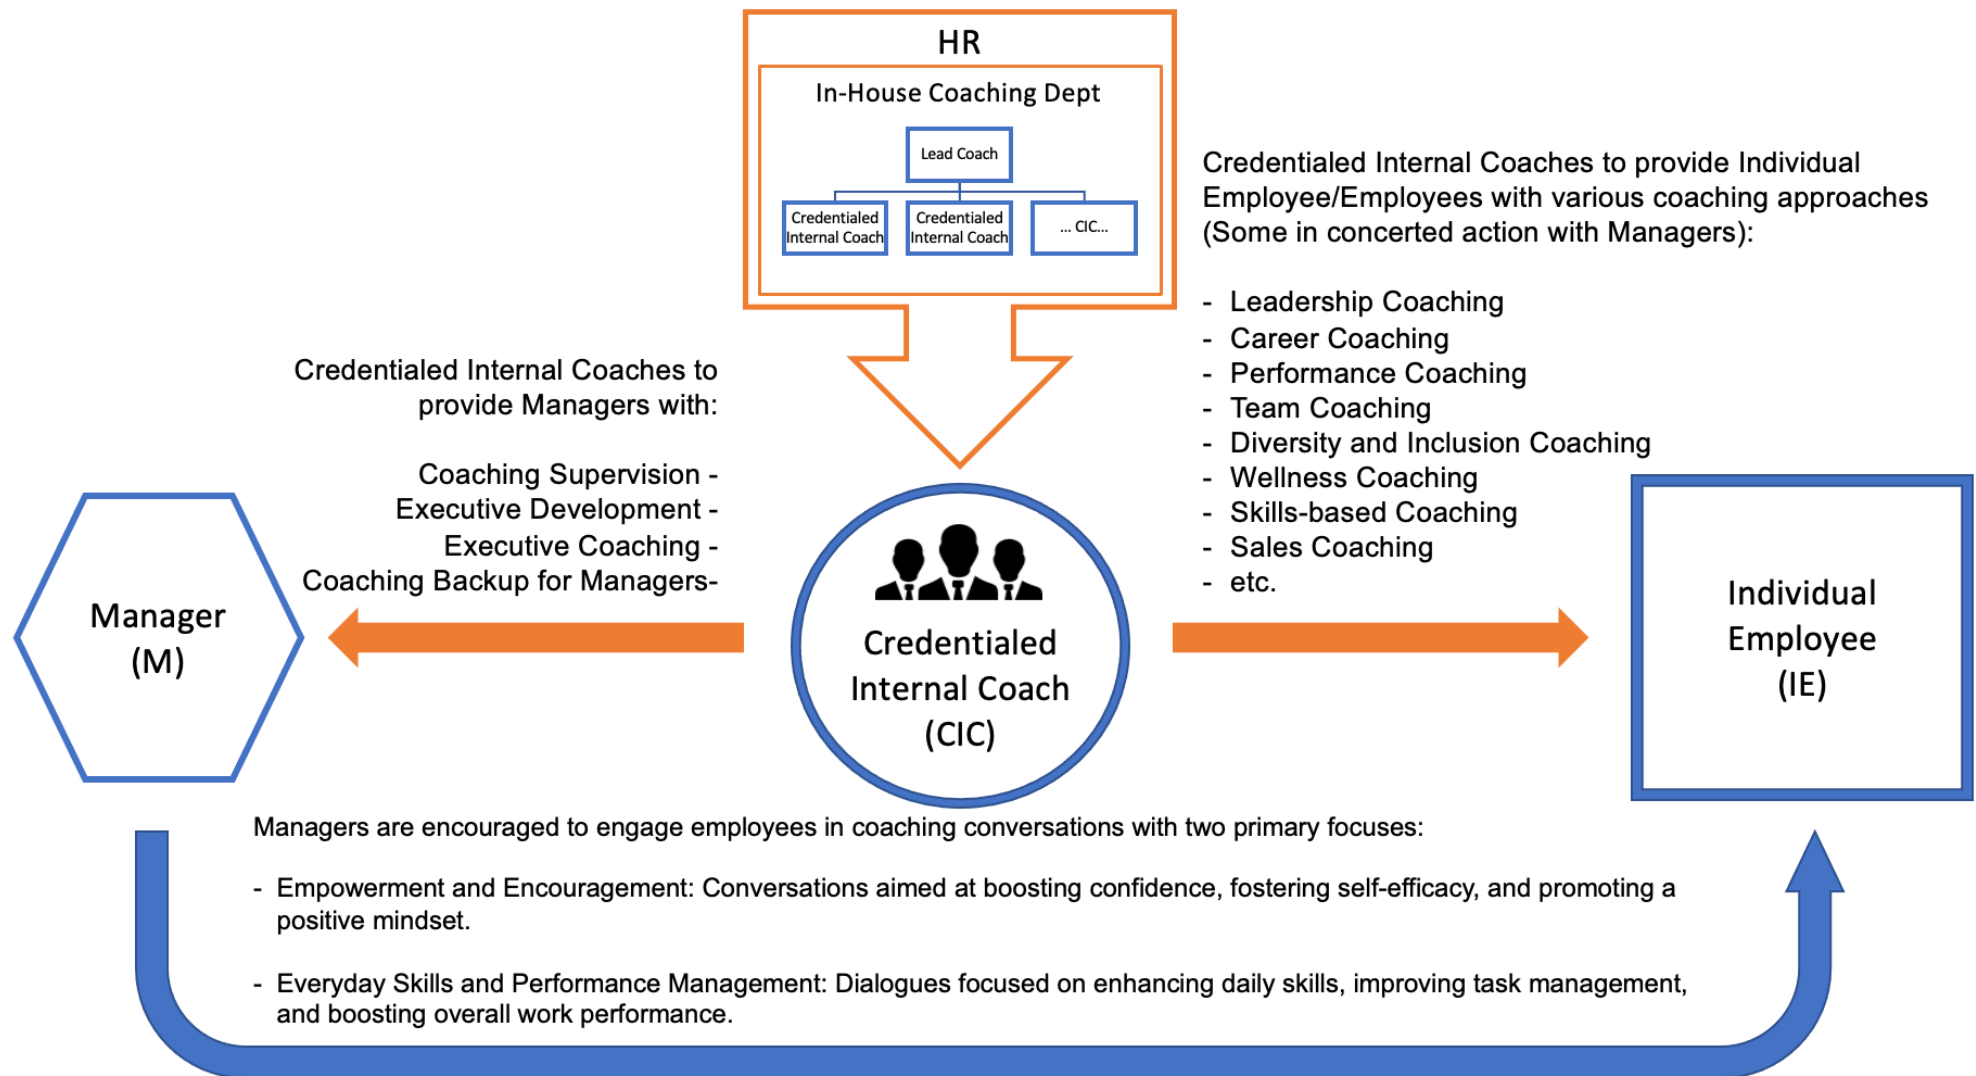 HR
In-House Coaching Dept
Lead Coach
Credentialed
Internal Coach
Credentialed
Internal Coach
... CIC...
Credentialed Internal Coaches to provide Individual
Employee/Employees with various coaching approaches
(Some in concerted action with Managers):
- Leadership Coaching
- Career Coaching
- Performance Coaching
- Team Coaching
- Diversity and Inclusion Coaching
- Wellness Coaching
- Skills-based Coaching
- Sales Coaching
- etc.
Credentialed Internal Coaches to
provide Managers with:
Coaching Supervision -
Executive Development -
Executive Coaching -
Coaching Backup for Managers-
Manager
(M)
Credentialed
Internal Coach
(CIC)
Individual
Employee
(IE)
Managers are encouraged to engage employees in coaching conversations with two primary focuses:
- Empowerment and Encouragement: Conversations aimed at boosting confidence, fostering self-efficacy, and promoting a
positive mindset.
- Everyday Skills and Performance Management: Dialogues focused on enhancing daily skills, improving task management,
and boosting overall work performance.